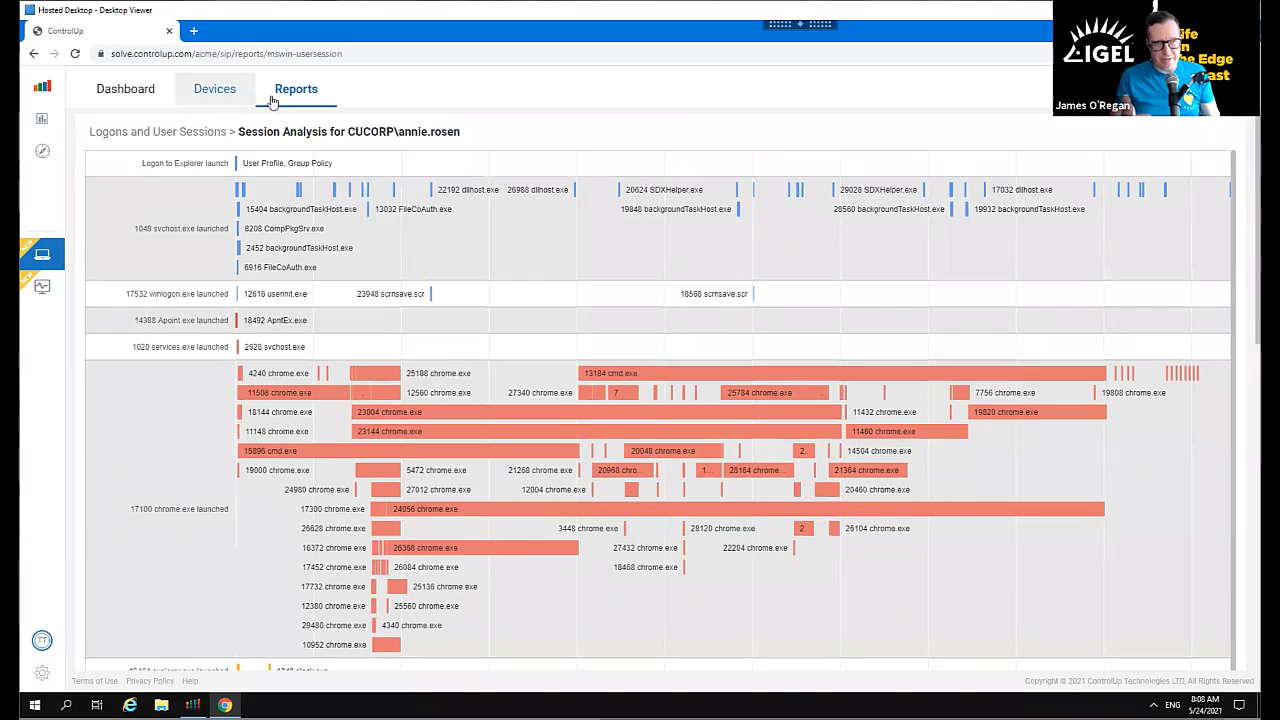 Hosted Desktop - Desktop Viewer
ControlUp
solve.controlup.com/acme/sip/reports/mswin-usersession
IGEL
James O'Regan
Dashboard Devices Reports
Logons and User Sessions > Session Analysis for CUCORP\annie.rosen
Logon to Explorer launch User Profile, Group Policy
22192 dllhost.exe 26988 dllhost.exe 20624 SDXHelper.exe 29028 SDXHelper.exe 17032 dllhost.exe
15404 backgroundTaskHost.exe 13032 FileCoAuth.exe 19848 backgroundTaskHost.exe 28560 backgroundTaskHost.exe 19932 backgroundTaskHost.exe
1048 svchost.exe launched 8208 CompPkgSrv.exe
2452 backgroundTaskHost.exe
6916 FileCoAuth.exe
17532 winlogon.exe launched 12616 userinit.exe 23948 scrnsave.scr 18568 scrnsave.scr
14388 Apoint.exe launched 18492 ApntEx.exe
1020 services.exe launched 2628 svchost.exe
4240 chrome.exe 25188 chrome.exe 13184 cmd.exe
11508 chrome.exe 12560 chrome.exe 27340 chrome.exe 7 25784 chrome.exe 7756 chrome.exe 19808 chrome.exe
18144 chrome.exe 23004 chrome.exe 11432 chrome.exe 19820 chrome.exe
11148 chrome.exe 23144 chrome.exe 11460 chrome.exe
15896 cmd.exe 20048 chrome.exe 2.. 14504 chrome.exe
19000 chrome.exe 5472 chrome.exe 21268 chrome.exe 20968 chro... 1... 28164 chrome... 21364 chrome.exe
24980 chrome.exe 27012 chrome.exe 12004 chrome.exe 20460 chrome.exe
17100 chrome.exe launched 17300 chrome.exe 24056 chrome.exe
26628 chrome.exe 3448 chrome.exe 28120 chrome.exe 2. 26104 chrome.exe
16372 chrome.exe 26368 chrome.exe 27432 chrome.exe 22204 chrome.exe
17452 chrome.exe 26084 chrome.exe 18468 chrome.exe
17732 chrome.exe 25136 chrome.exe
12380 chrome.exe 25560 chrome.exe
29480 chrome.exe 4340 chrome.exe
10952 chrome.exe
TT
Terms of Use Privacy Policy Help Copyright © 2021 ControlUp Technologies LTD, All Rights Reserved
ENG 8:08 AM
5/24/2021